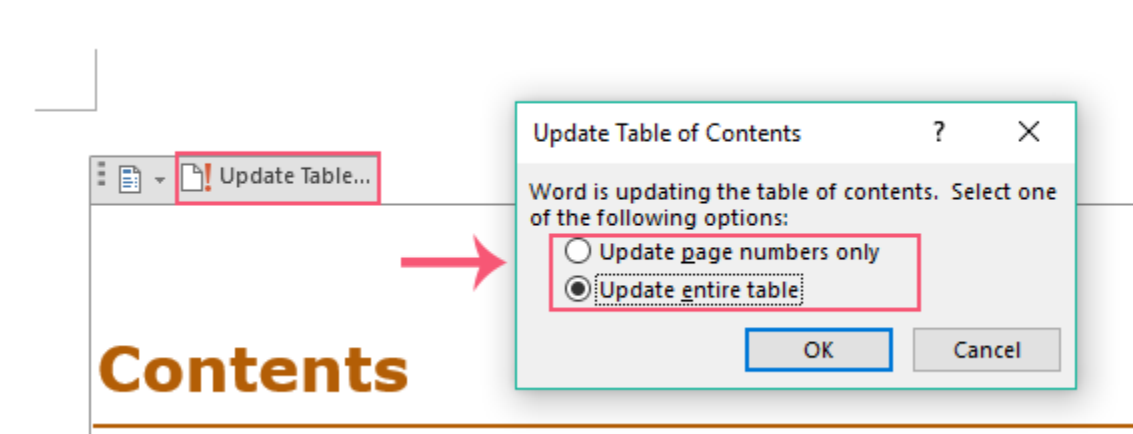 Update Table of Contents ?
Update Table...
Word is updating the table of contents. Select one
of the following options:
Update page numbers only
Update entire table
OK Cancel
Contents